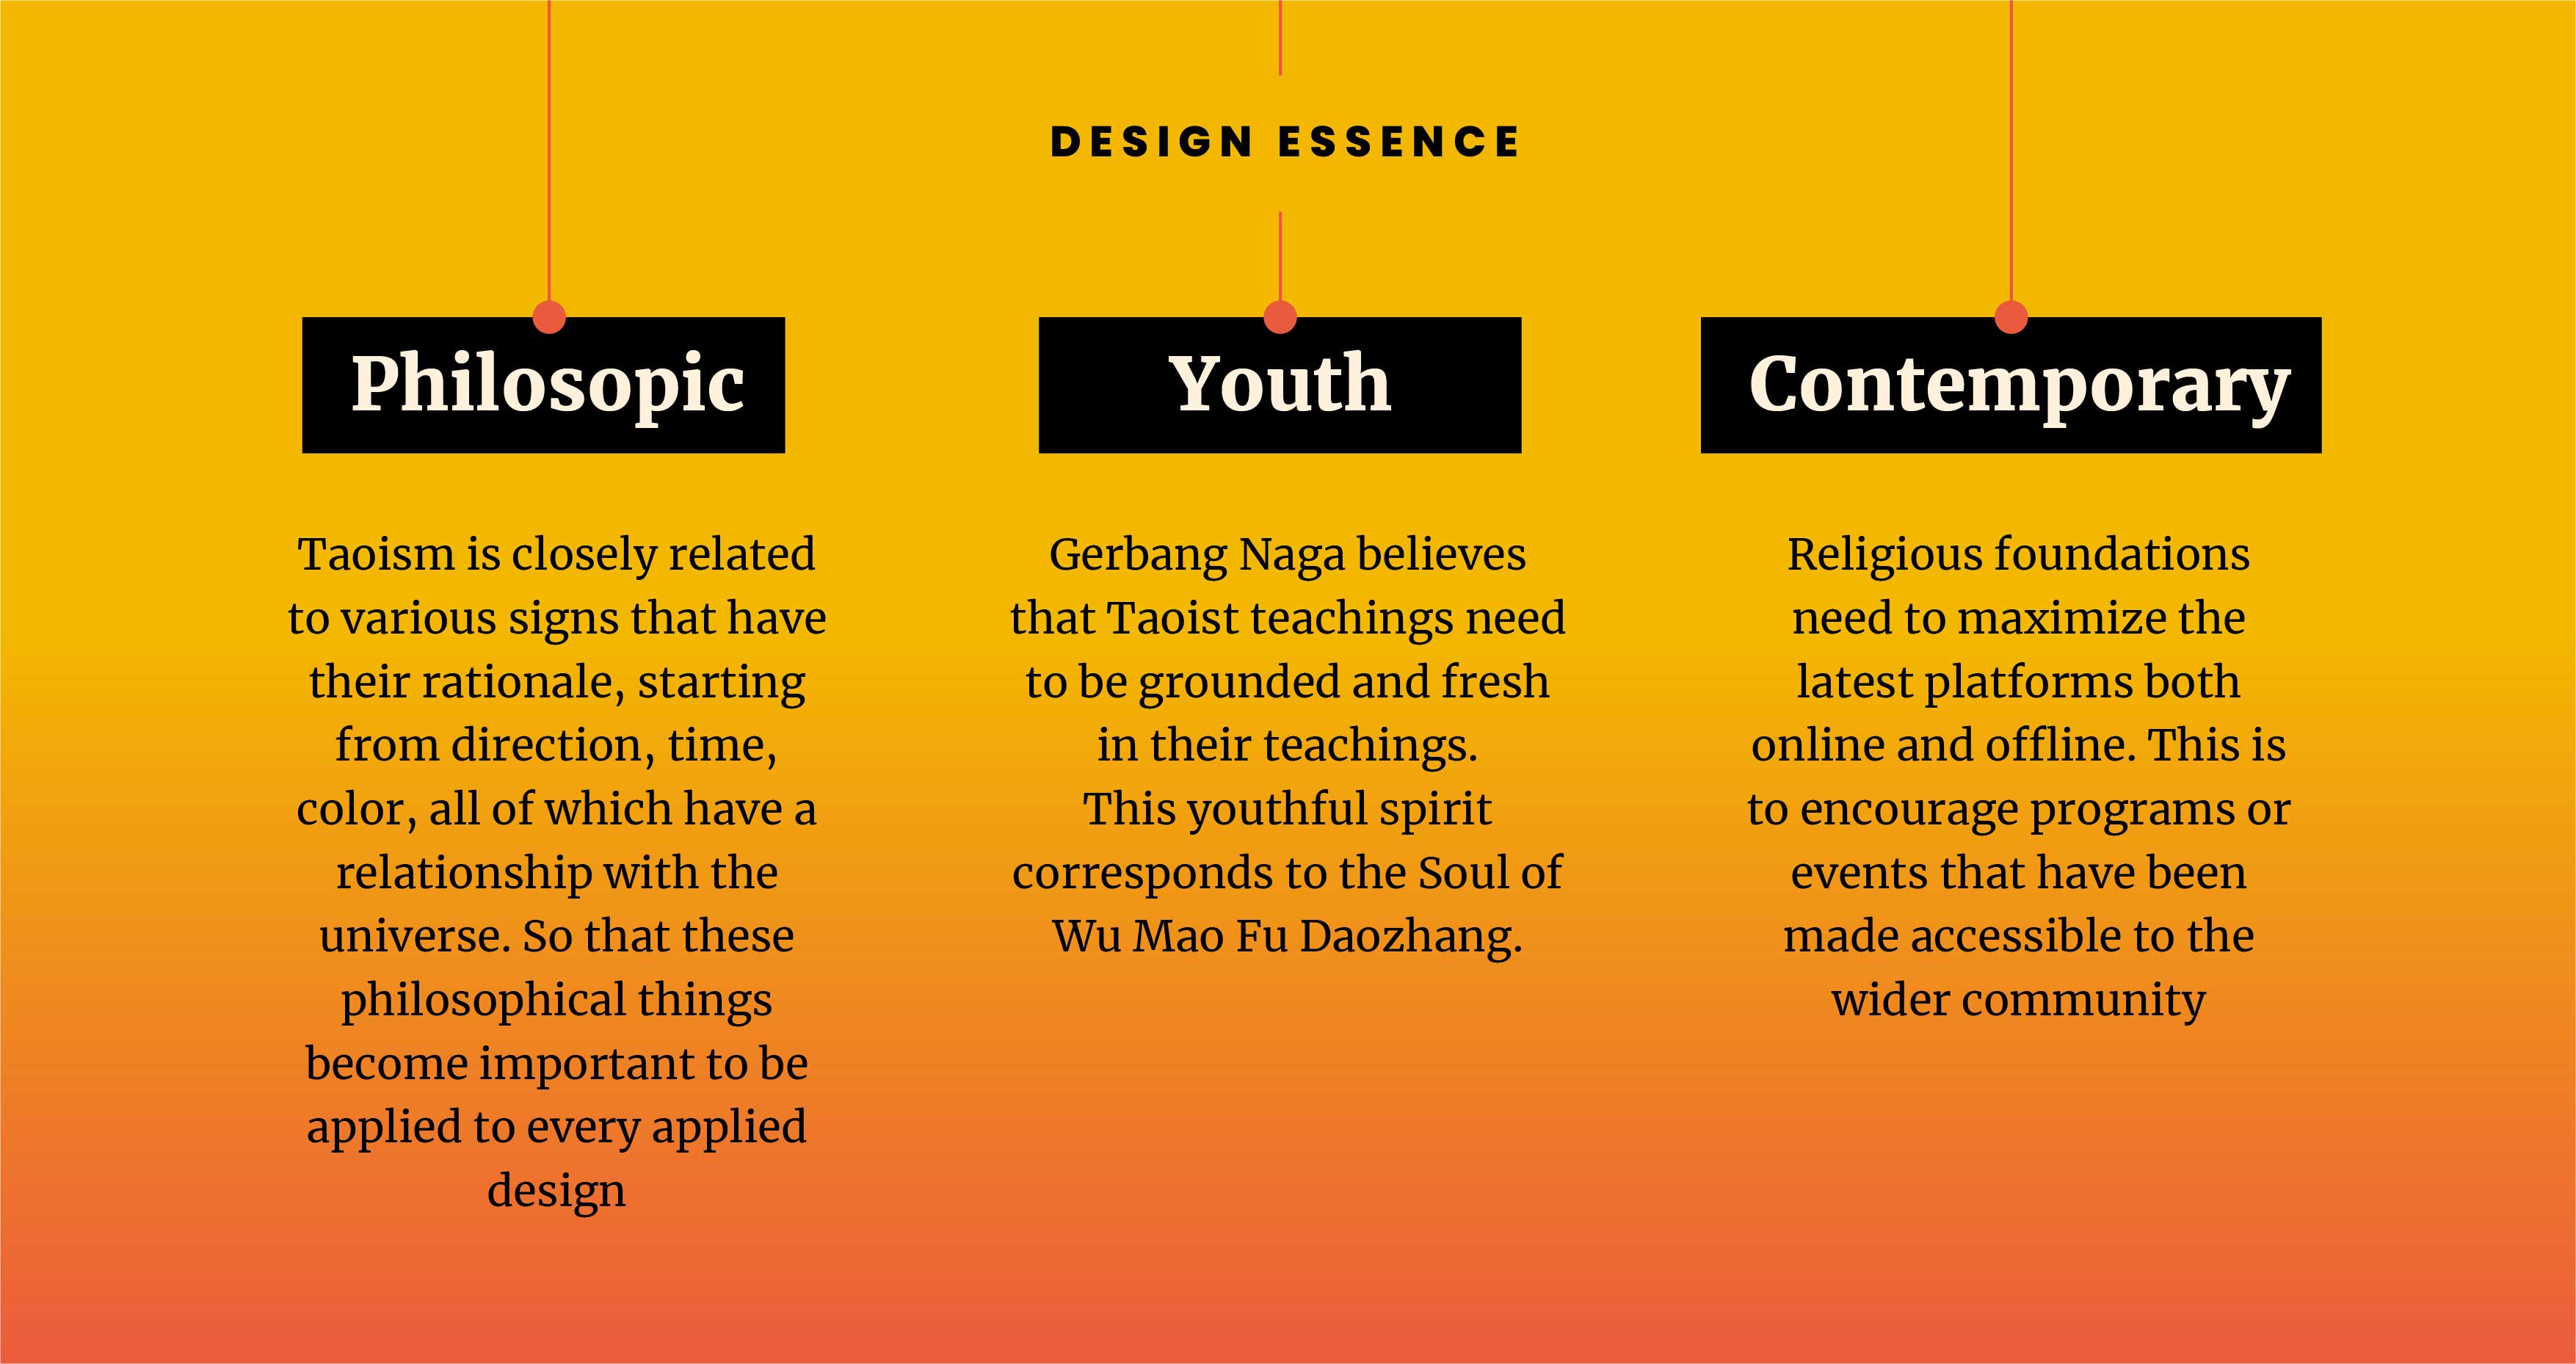 DESIGN ESSENCE
Philosopic
Taoism is closely related
to various signs that have
their rationale, starting
from direction, time,
color, all of which have a
relationship with the
universe. So that these
philosophical things
become important to be
applied to every applied
design
Youth
Gerbang Naga believes
that Taoist teachings need
to be grounded and fresh
in their teachings.
This youthful spirit
corresponds to the Soul of
Wu Mao Fu Daozhang.
Contemporary
Religious foundations
need to maximize the
latest platforms both
online and offline. This is
to encourage programs or
events that have been
made accessible to the
wider community